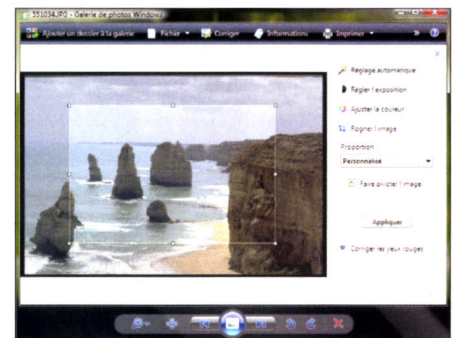 551034.JPG - Galerie de photos Windows
Ajouter un dossier à la galerie Fichier Corriger Informations Imprimer »
Réglage automatique
Régler l'exposition
Ajuster la couleur
Rogner l'image
Proportion
Personnalisé
Faire pivoter l'image
Appliquer
Corriger les yeux rouges